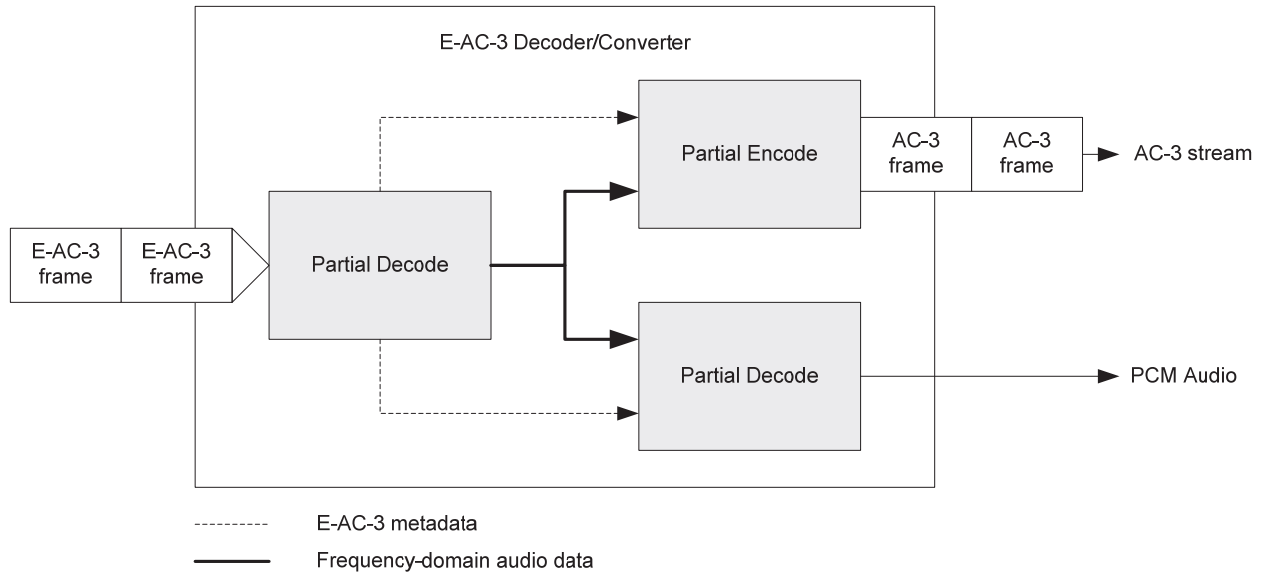 E-AC-3 Decoder/Converter
Partial Encode
AC-3
frame
AC-3
frame
AC-3 stream
E-AC-3
frame
E-AC-3
frame
Partial Decode
Partial Decode
PCM Audio
E-AC-3 metadata
Frequency-domain audio data